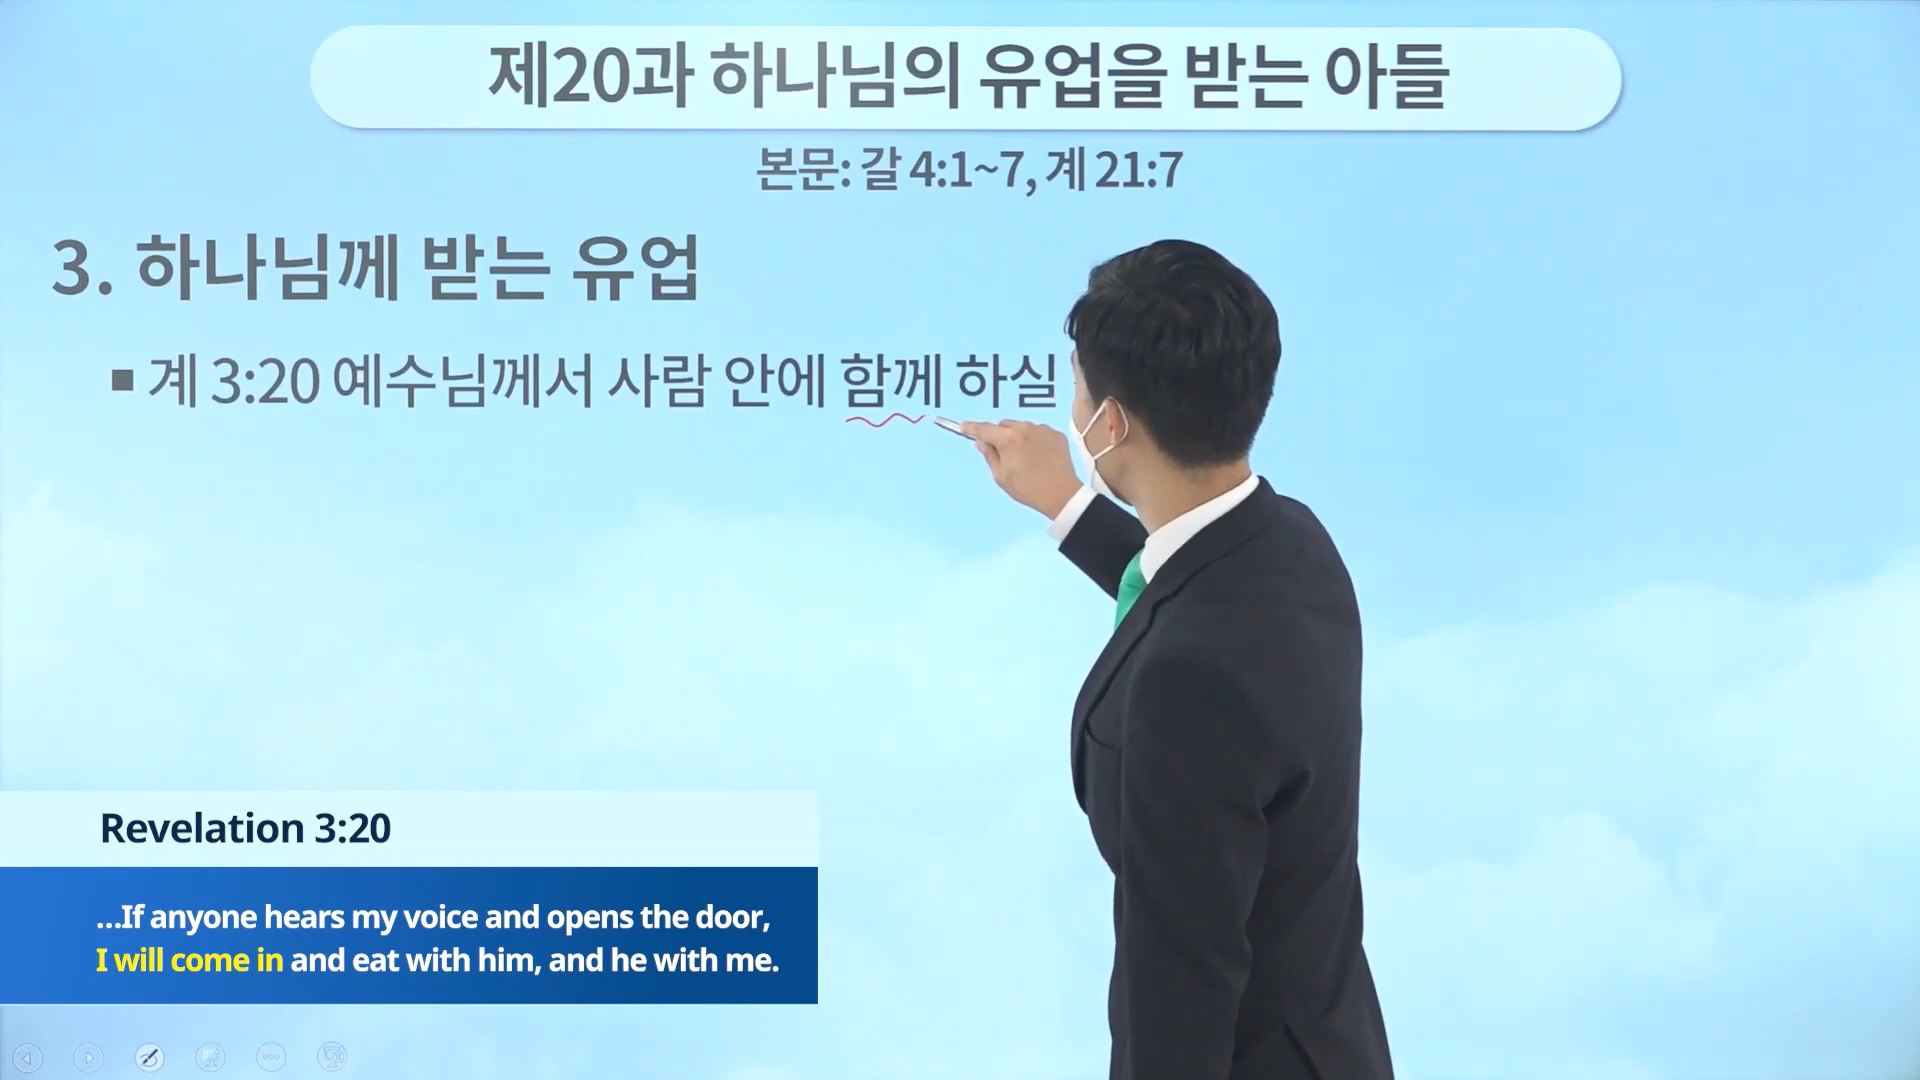 제20과 하나님의 유업을 받는 아들
본문: 갈 4:1~7, 계 21:7
3. 하나님께 받는 유업
▪ 계 3:20 예수님께서 사람 안에 함께 하실
Revelation 3:20
...If anyone hears my voice and opens the door,
I will come in and eat with him, and he with me.